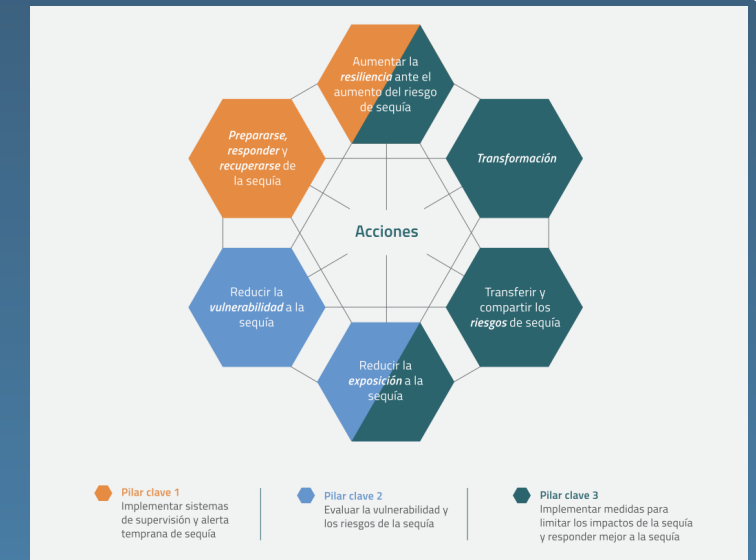 Aumentar la
resiliencia ante el
aumento del riesgo
de sequía
Prepararse,
responder y
recuperarse de
la sequía
Transformación
Acciones
Reducir la
vulnerabilidad a la
sequía
Transferir y
compartir los
riesgos de sequía
Reducir la
exposición a la
sequía
Pilar clave 1
Implementar sistemas
de supervisión y alerta
temprana de sequía
Pilar clave 2
Evaluar la vulnerabilidad y
los riesgos de la sequía
Pilar clave 3
Implementar medidas para
limitar los impactos de la sequía
y responder mejor a la sequía